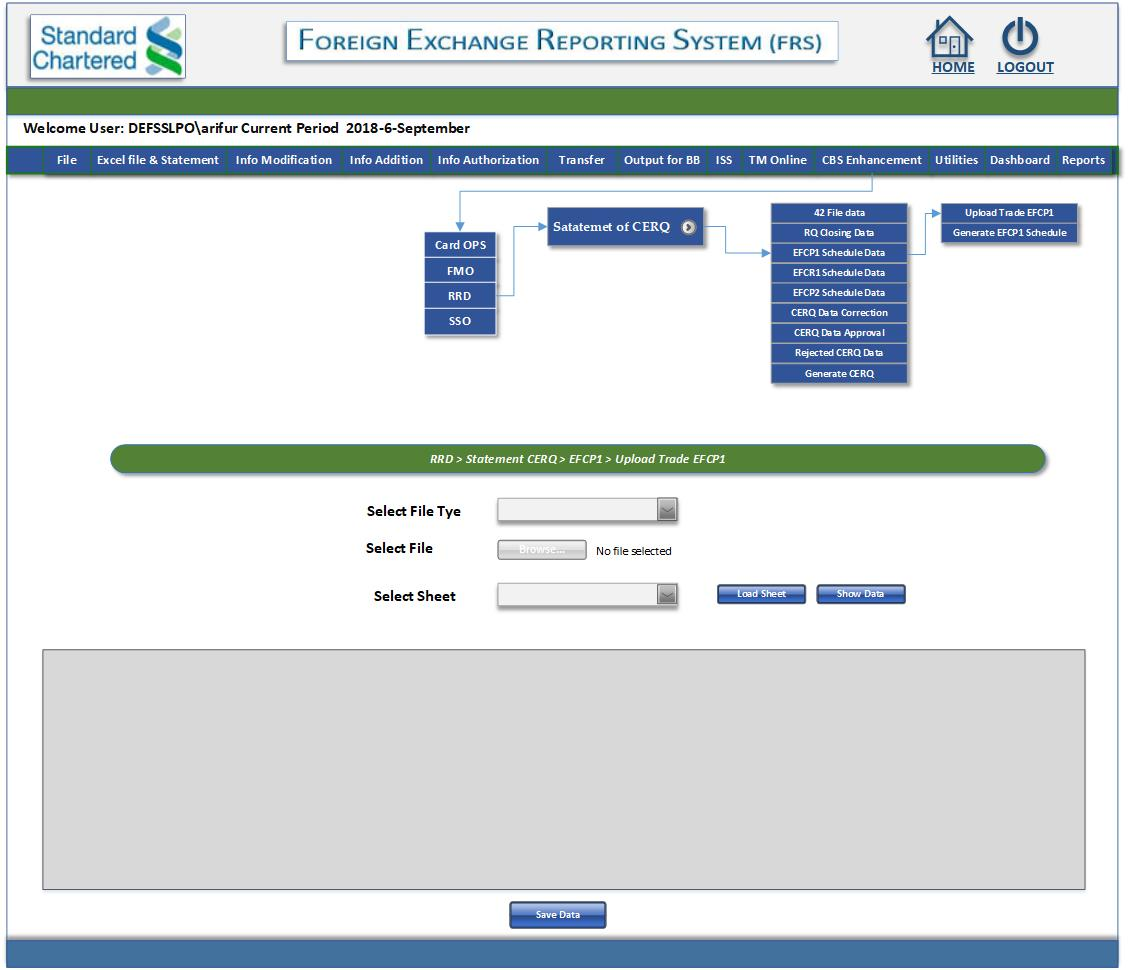 Standard
Chartered
FOREIGN EXCHANGE REPORTING SYSTEM (FRS)
HOME
LOGOUT
Welcome User: DEFSSLPO\arifur Current Period  2018-6-September
File
Excel file & Statement
Info Modification
Info Addition
Info Authorization
Transfer
Output for BB
ISS
TM Online
CBS Enhancement
Utilities
Dashboard
Reports
Card OPS
FMO
RRD
SSO
Satatemet of CERQ
42 File data
RQ Closing Data
EFCP1 Schedule Data
EFCR1 Schedule Data
EFCP2 Schedule Data
CERQ Data Correction
CERQ Data Approval
Rejected CERQ Data
Generate CERQ
Upload Trade EFCP1
Generate EFCP1 Schedule
RRD > Statement CERQ > EFCP1 > Upload Trade EFCP1
Select File Tye
Select File
Browse...
No file selected
Select Sheet
Load Sheet
Show Data
Save Data